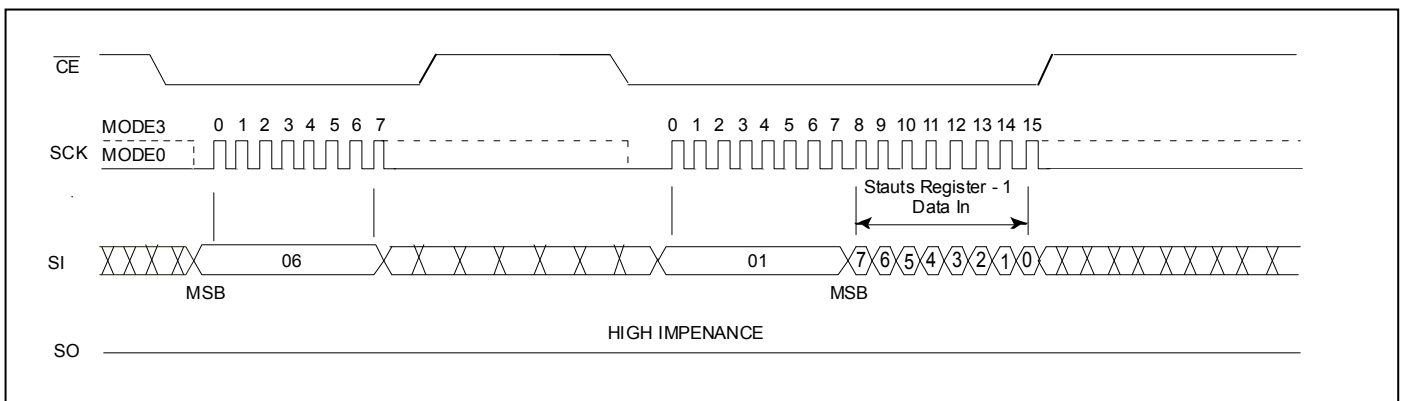 CE
MODE3 0 1 2 3 4 5 6 7 0 1 2 3 4 5 6 7 8 9 10 11 12 13 14 15
SCK MODE0
Stauts Register - 1
Data In
SI 06 01 7 6 5 4 3 2 1 0
MSB MSB
HIGH IMPENANCE
SO